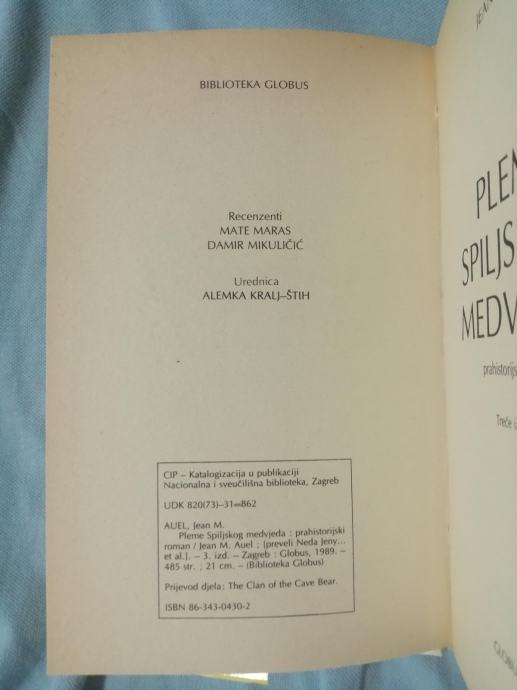 BIBLIOTEKA GLOBUS
Recenzenti
MATE MARAS
DAMIR MIKULIČIĆ
Urednica
ALEMKA KRALJ–ŠTIH
CIP – Katalogizacija u publikaciji
Nacionalna i sveučilišna biblioteka, Zagreb
UDK 820(73)–31=862
AUEL, Jean M.
Pleme Spiljskog medvjeda : prahistorijski
roman / Jean M. Auel ; [preveli Neda Jeny...
et al.]. – 3. izd. – Zagreb : Globus, 1989. –
485 str. ; 21 cm. – (Biblioteka Globus)
Prijevod djela: The Clan of the Cave Bear.
ISBN 86-343-0430-2
JEAN
PLEM
SPILJS
MEDV
prahistorijs
Treće i
GLOBU